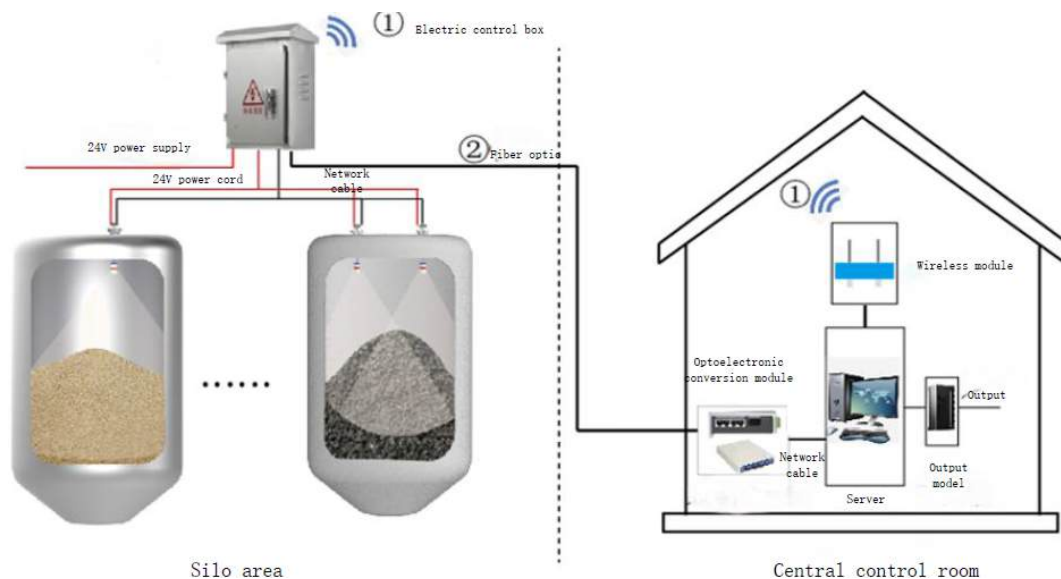 ① Electric control box
24V power supply
② Fiber optic
24V power cord
Network
cable
①
Wireless module
Optoelectronic
conversion module
Output
Network
cable
Output
model
Server
Silo area
Central control room